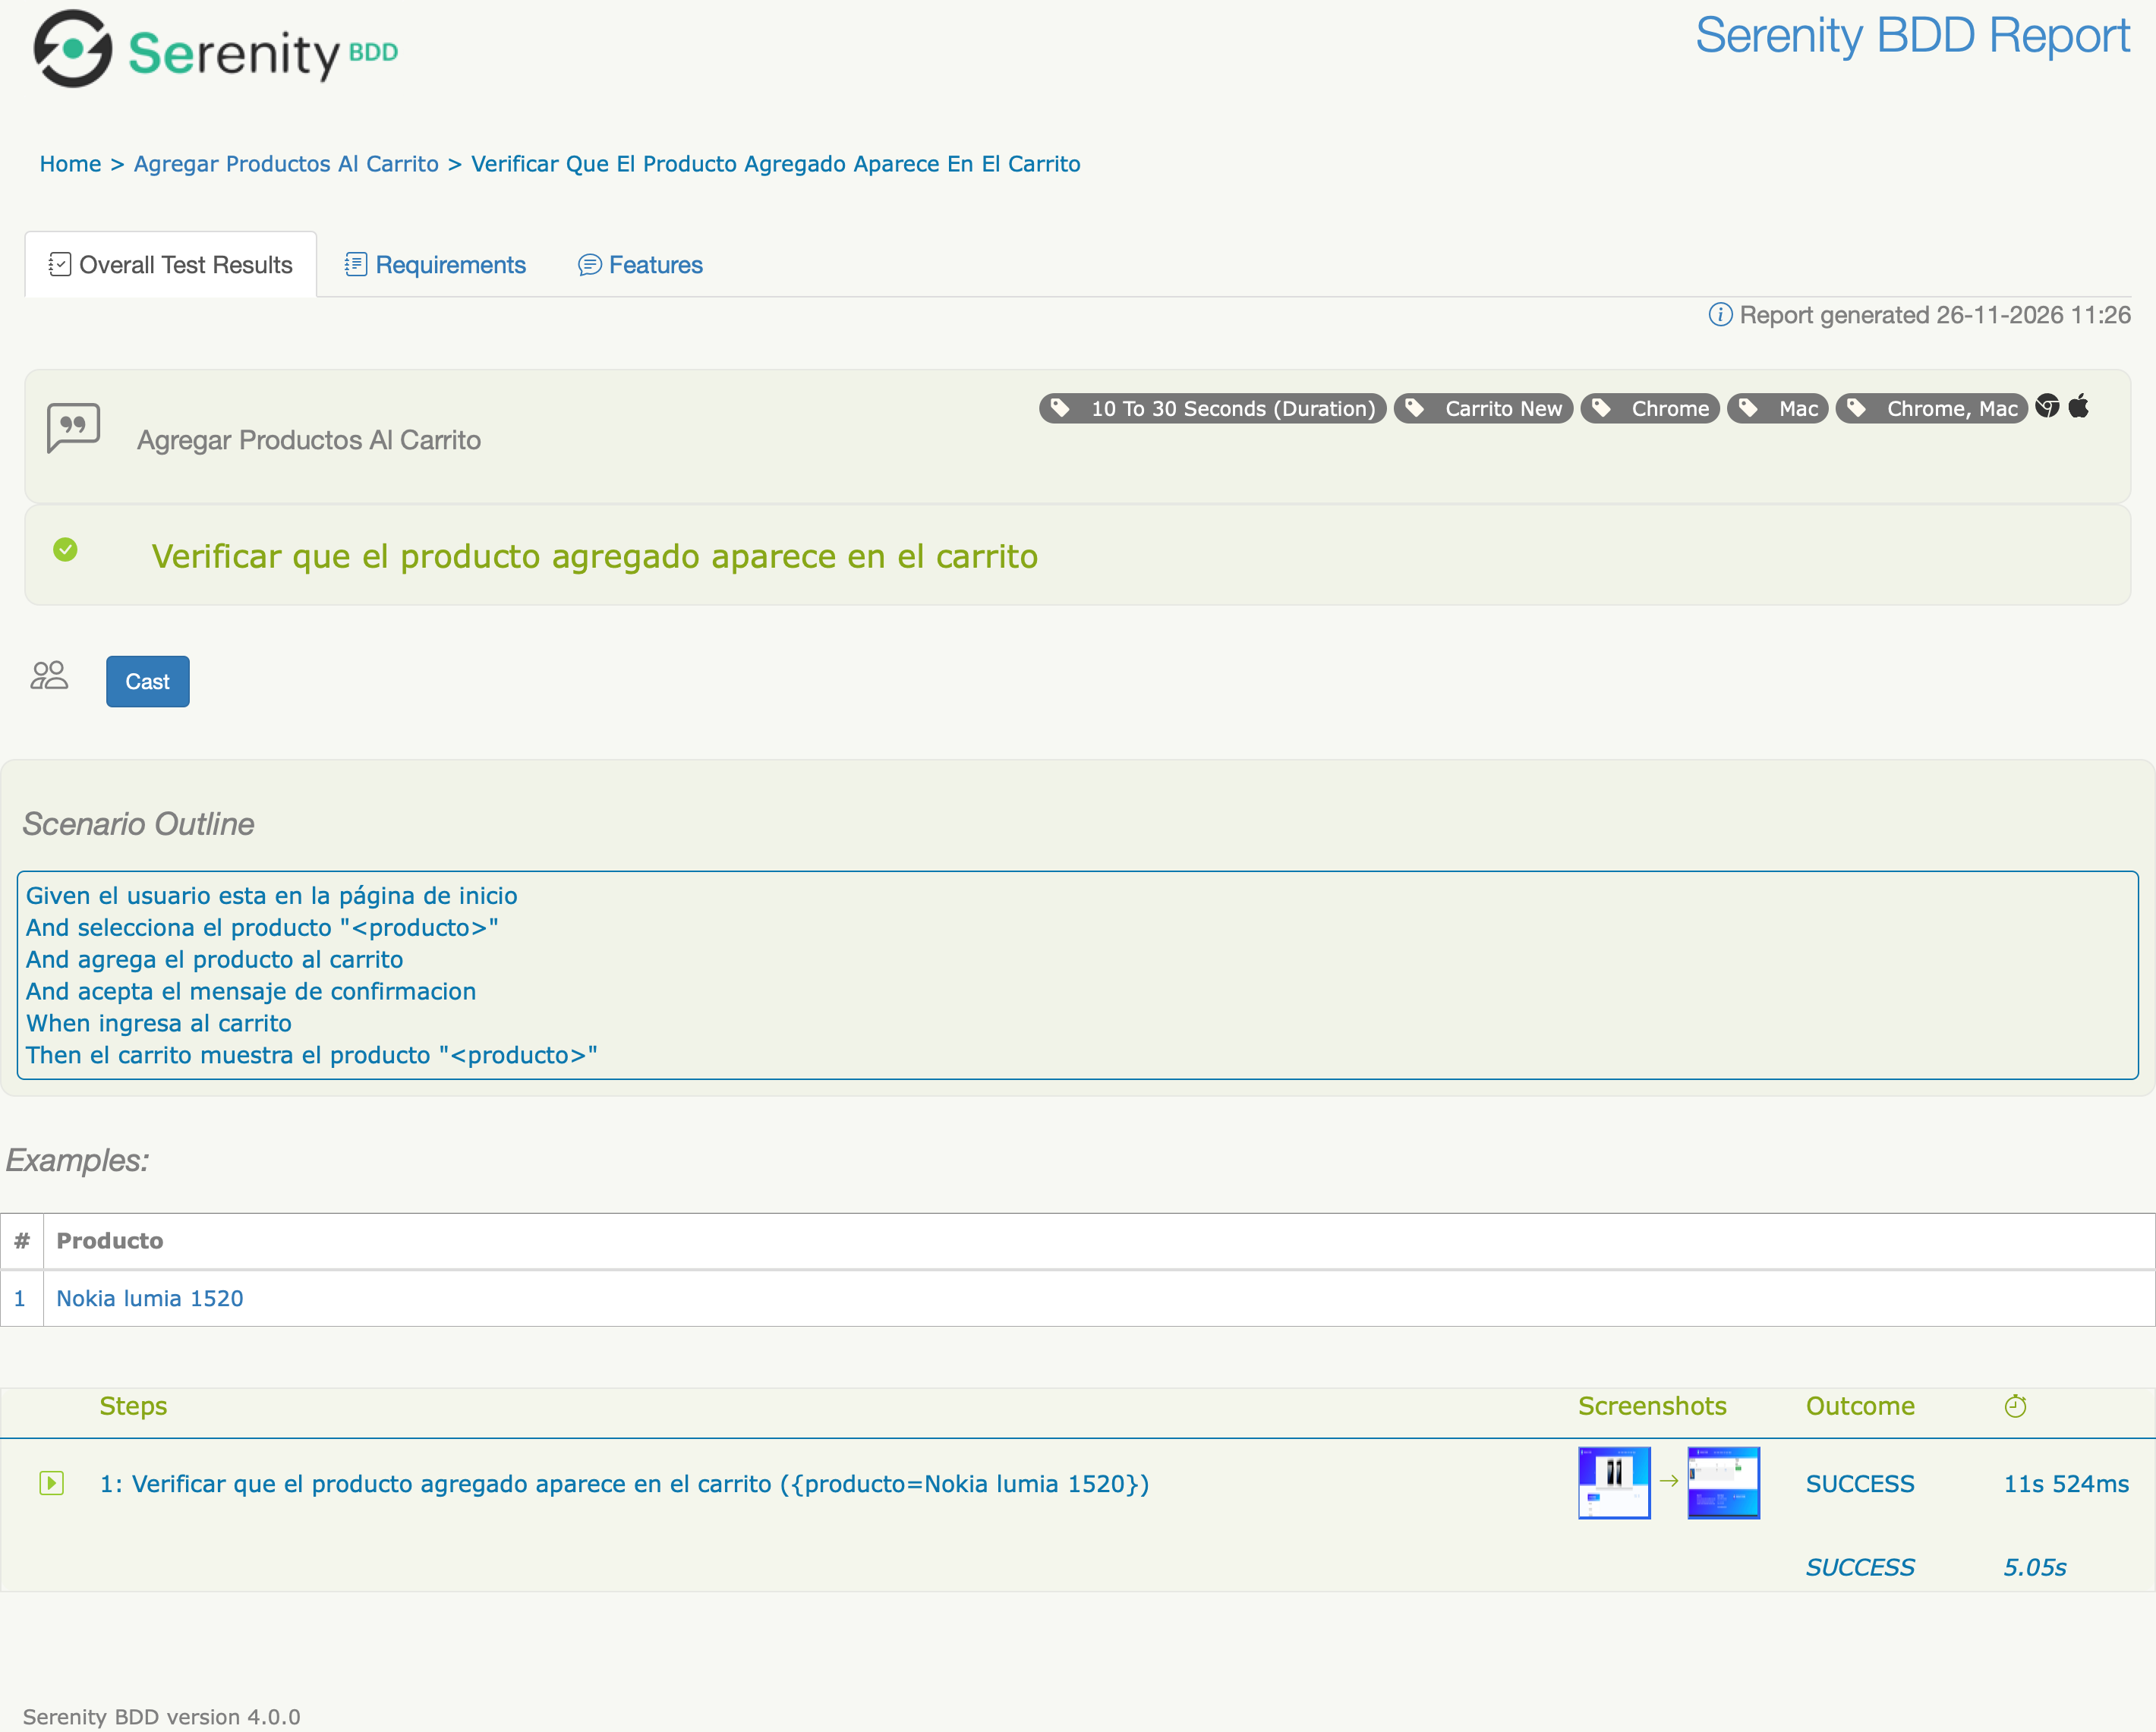 Serenity BDD
Serenity BDD Report
Home > Agregar Productos Al Carrito > Verificar Que El Producto Agregado Aparece En El Carrito
Overall Test Results
Requirements
Features
Report generated 26-11-2026 11:26
10 To 30 Seconds (Duration)
Carrito New
Chrome
Mac
Chrome, Mac
Agregar Productos Al Carrito
Verificar que el producto agregado aparece en el carrito
Cast
Scenario Outline
Given el usuario esta en la página de inicio
And selecciona el producto "<producto>"
And agrega el producto al carrito
And acepta el mensaje de confirmacion
When ingresa al carrito
Then el carrito muestra el producto "<producto>"
Examples:
# Producto
1 Nokia lumia 1520
Steps Screenshots Outcome
1: Verificar que el producto agregado aparece en el carrito ({producto=Nokia lumia 1520}) SUCCESS 11s 524ms
SUCCESS 5.05s
Serenity BDD version 4.0.0